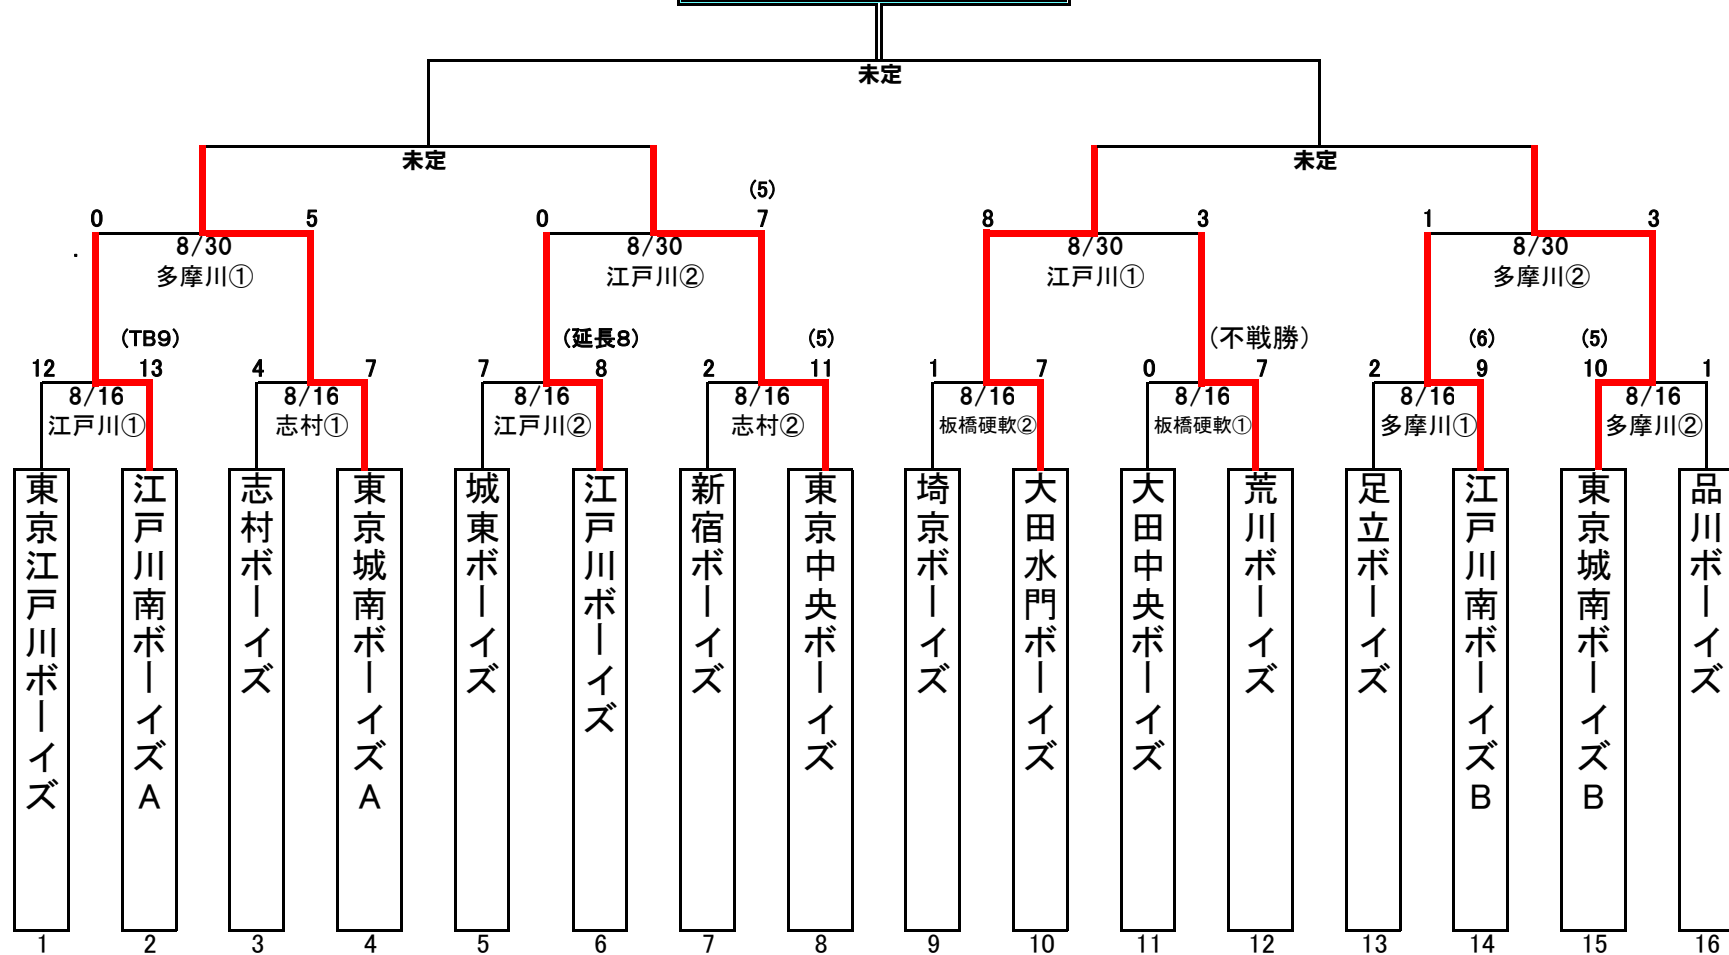 未定
未定 未定
(5)
0 5 0 7 8 3 1 3
8/30 8/30 8/30 8/30
多摩川① 江戸川② 江戸川① 多摩川②
(TB9) (延長8) (5) (不戦勝) (6) (5)
12 13 4 7 7 8 2 11 1 7 0 7 2 9 10 1
8/16 8/16 8/16 8/16 8/16 8/16 8/16 8/16
江戸川① 志村① 江戸川② 志村② 板橋硬軟② 板橋硬軟① 多摩川① 多摩川②
東京江戸川ボーイズ
江戸川南ボーイズA
志村ボーイズ
東京城南ボーイズA
城東ボーイズ
江戸川ボーイズ
新宿ボーイズ
東京中央ボーイズ
埼京ボーイズ
大田水門ボーイズ
大田中央ボーイズ
荒川ボーイズ
足立ボーイズ
江戸川南ボーイズB
東京城南ボーイズB
品川ボーイズ
1 2 3 4 5 6 7 8 9 10 11 12 13 14 15 16